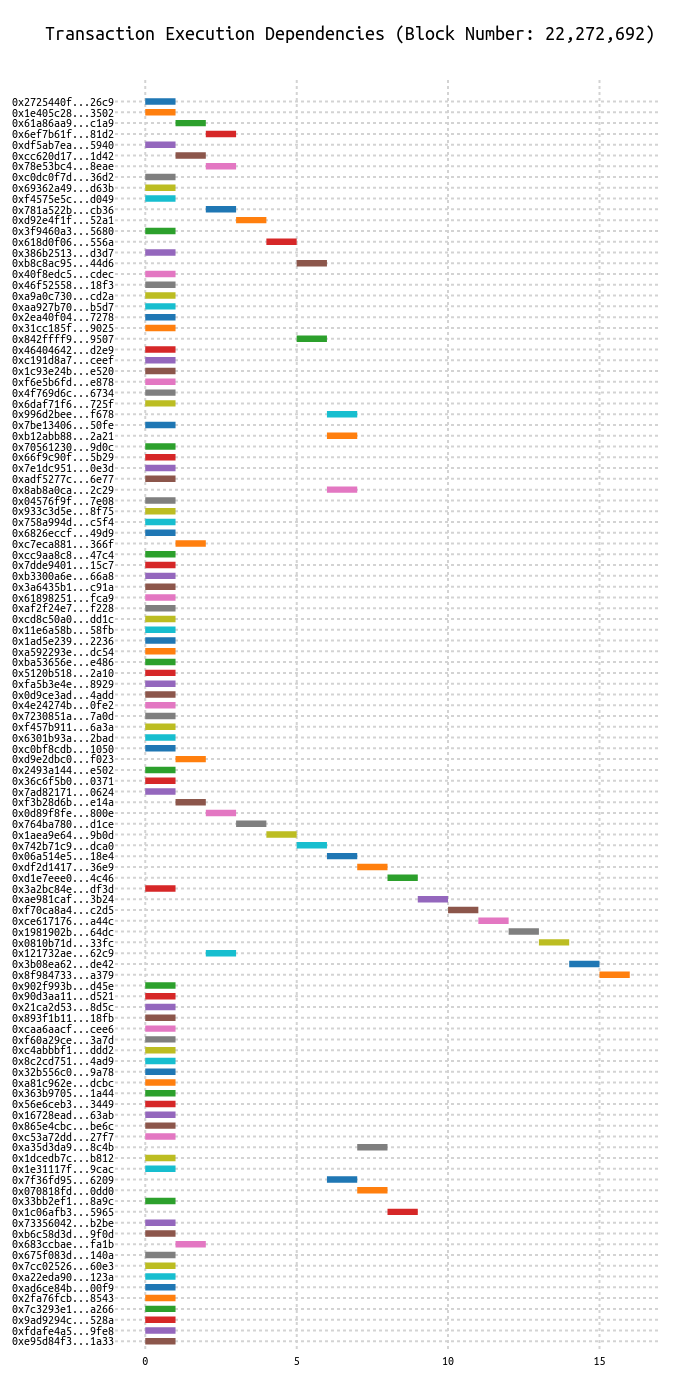 Transaction Execution Dependencies (Block Number: 22,272,692)
0x2725440f...26c9
0x1e405c28...3502
0x61a86aa9...c1a9
0x6ef7b61f...81d2
0xdf5ab7ea...5940
0xcc620d17...1d42
0x78e53bc4...8eae
0xc0dc0f7d...36d2
0x69362a49...d63b
0xf4575e5c...d049
0x781a522b...cb36
0xd92e4f1f...52a1
0x3f9460a3...5680
0x618d0f06...556a
0x386b2513...d3d7
0xb8c8ac95...44d6
0x40f8edc5...cdec
0x46f52558...18f3
0xa9a0c730...cd2a
0xaa927b70...b5d7
0x2ea40f04...7278
0x31cc185f...9025
0x842ffff9...9507
0x46404642...d2e9
0xc191d8a7...ceef
0x1c93e24b...e520
0xf6e5b6fd...e878
0x4f769d6c...6734
0x6daf71f6...725f
0x996d2bee...f678
0x7be13406...50fe
0xb12abb88...2a21
0x70561230...9d0c
0x66f9c90f...5b29
0x7e1dc951...0e3d
0xadf5277c...6e77
0x8ab8a0ca...2c29
0x04576f9f...7e08
0x933c3d5e...8f75
0x758a994d...c5f4
0x6826eccf...49d9
0xc7eca881...366f
0xcc9aa8c8...47c4
0x7dde9401...15c7
0xb3300a6e...66a8
0x3a6435b1...c91a
0x61898251...fca9
0xaf2f24e7...f228
0xcd8c50a0...dd1c
0x11e6a58b...58fb
0x1ad5e239...2236
0xa592293e...dc54
0xba53656e...e486
0x5120b518...2a10
0xfa5b3e4e...8929
0x0d9ce3ad...4add
0x4e24274b...0fe2
0x7230851a...7a0d
0xf457b911...6a3a
0x6301b93a...2bad
0xc0bf8cdb...1050
0xd9e2dbc0...f023
0x2493a144...e502
0x36c6f5b0...0371
0x7ad82171...0624
0xf3b28d6b...e14a
0x0d89f8fe...800e
0x764ba780...d1ce
0x1aea9e64...9b0d
0x742b71c9...dca0
0x06a514e5...18e4
0xdf2d1417...36e9
0xd1e7eee0...4c46
0x3a2bc84e...df3d
0xae981caf...3b24
0xf70ca8a4...c2d5
0xce617176...a44c
0x1981902b...64dc
0x0810b71d...33fc
0x121732ae...62c9
0x3b08ea62...de42
0x8f984733...a379
0x902f993b...d45e
0x90d3aa11...d521
0x21ca2d53...8d5c
0x893f1b11...18fb
0xcaa6aacf...cee6
0xf60a29ce...3a7d
0xc4abbbf1...ddd2
0x8c2cd751...4ad9
0x32b556c0...9a78
0xa81c962e...dcbc
0x363b9705...1a44
0x56e6ceb3...3449
0x16728ead...63ab
0x865e4cbc...be6c
0xc53a72dd...27f7
0xa35d3da9...8c4b
0x1dcedb7c...b812
0x1e31117f...9cac
0x7f36fd95...6209
0x070818fd...0dd0
0x33bb2ef1...8a9c
0x1c06afb3...5965
0x73356042...b2be
0xb6c58d3d...9f0d
0x683ccbae...fa1b
0x675f083d...140a
0x7cc02526...60e3
0xa22eda90...123a
0xad6ce84b...00f9
0x2fa76fcb...8543
0x7c3293e1...a266
0x9ad9294c...528a
0xfdafe4a5...9fe8
0xe95d84f3...1a33
0 5 10 15